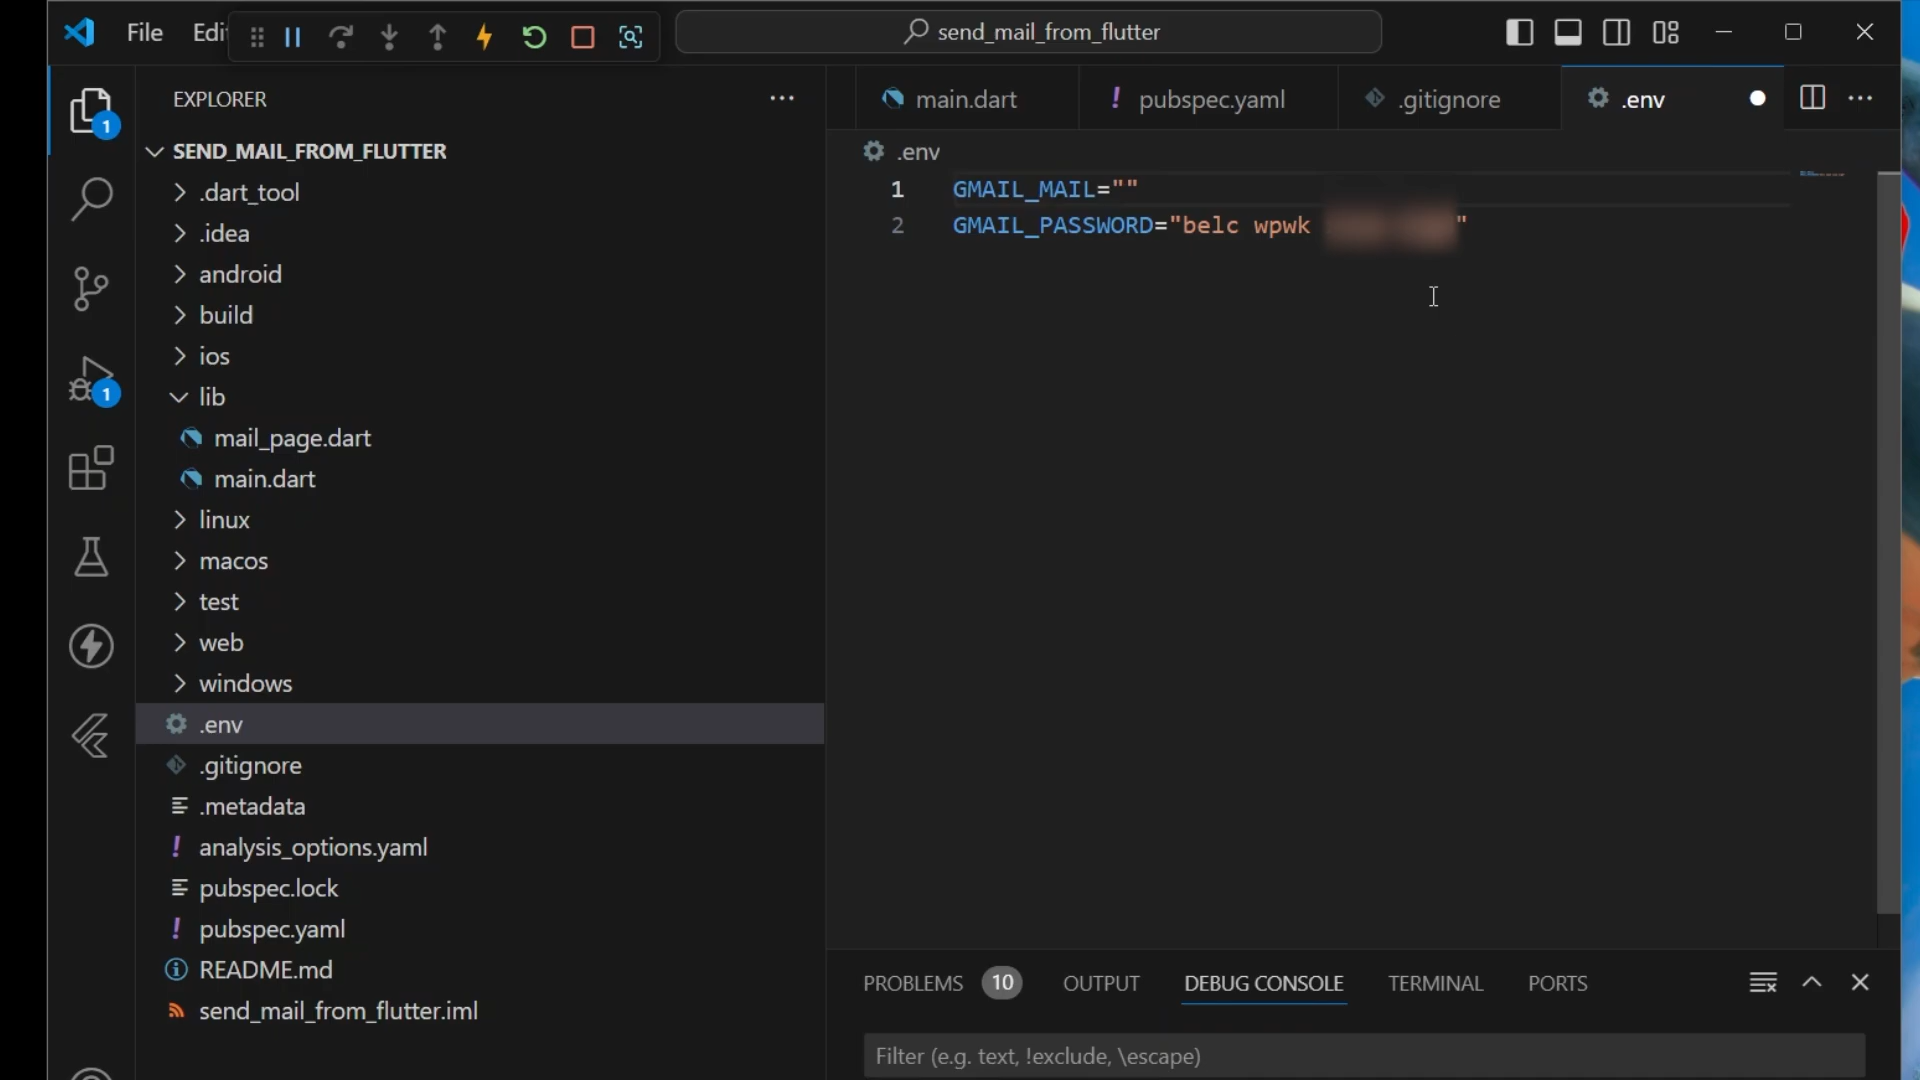 File Edi send_mail_from_flutter
EXPLORER
1
SEND_MAIL_FROM_FLUTTER
.dart_tool
.idea
android
build
ios
1
lib
mail_page.dart
main.dart
linux
macos
test
web
windows
.env
.gitignore
.metadata
analysis_options.yaml
pubspec.lock
pubspec.yaml
README.md
send_mail_from_flutter.iml
main.dart ! pubspec.yaml .gitignore .env
.env
1 GMAIL_MAIL=""
2 GMAIL_PASSWORD="belc wpwk "
PROBLEMS 10 OUTPUT DEBUG CONSOLE TERMINAL PORTS
Filter (e.g. text, !exclude, \escape)